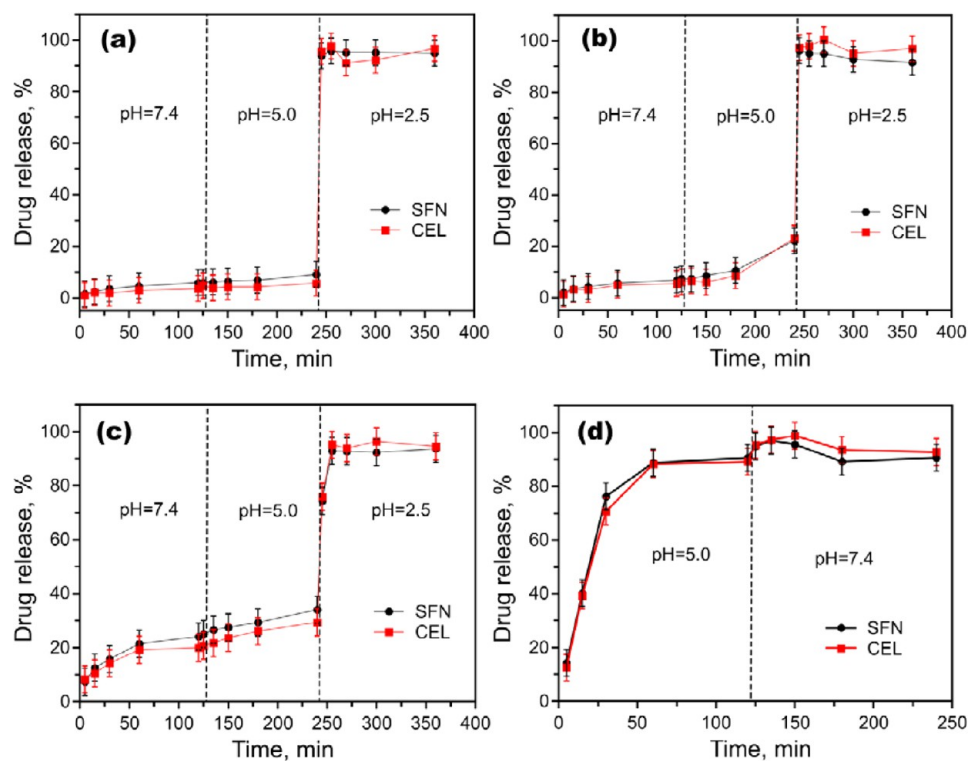 (a)
Drug release, %
100
80
60
40
20
0
pH=7.4
pH=5.0
pH=2.5
SFN
CEL
0 50 100 150 200 250 300 350 400
Time, min
(b)
Drug release, %
100
80
60
40
20
0
pH=7.4
pH=5.0
pH=2.5
SFN
CEL
0 50 100 150 200 250 300 350 400
Time, min
(c)
Drug release, %
100
80
60
40
20
0
pH=7.4
pH=5.0
pH=2.5
SFN
CEL
0 50 100 150 200 250 300 350 400
Time, min
(d)
Drug release, %
100
80
60
40
20
0
pH=5.0
pH=7.4
SFN
CEL
0 50 100 150 200 250
Time, min